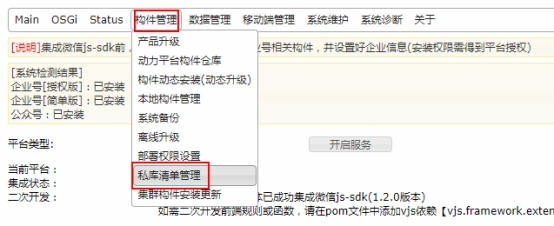 Main OSGi Status 构件管理 数据管理 移动端管理 系统维护 系统诊断 关于
产品升级
动力平台构件仓库
构件动态安装(动态升级)
本地构件管理
系统备份
离线升级
部署权限设置
私库清单管理
集群构件安装更新
[说明]集成微信js-sdk前， 业号相关构件，并设置好企业信息(安装权限需得到平台授权)
[系统检测结果]
企业号[授权版]：已安装
企业号[简单版]：已安装
公众号：已安装
平台类型: 开启服务
当前平台：
集成状态： 本已成功集成微信js-sdk(1.2.0版本)
二次开发： 如需二次开发前端规则或函数，请在pom文件中添加vjs依赖【vjs.framework.exten